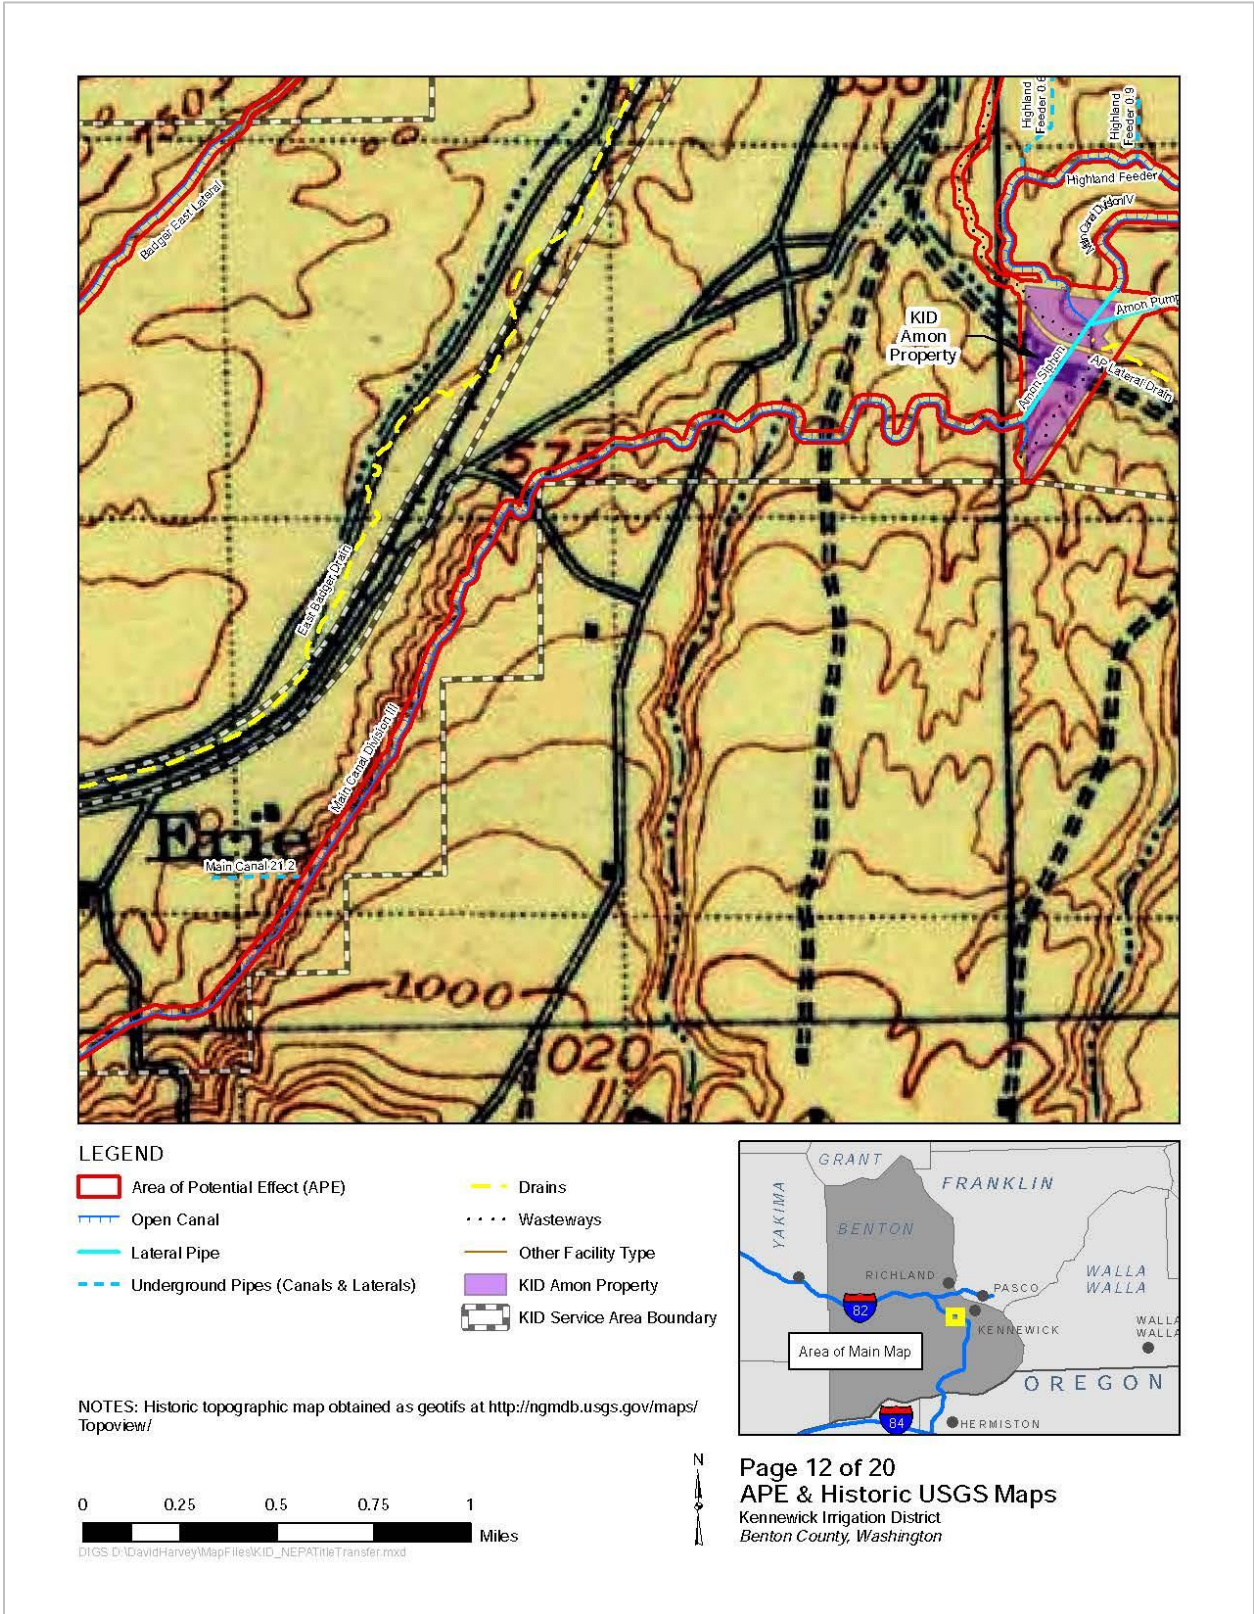 Highland
Feeder 0.6
Highland
Feeder 0.9
Highland Feeder
Main Canal Division IV
Badger East Lateral
KID
Amon
Property
Amon Pump
Amon Siphon
AP Lateral Drain
East Badger Drain
Main Canal Division III
Erie
Main Canal 21.2
1000
020
LEGEND
Area of Potential Effect (APE)
Open Canal
Lateral Pipe
Underground Pipes (Canals & Laterals)
Drains
Wasteways
Other Facility Type
KID Amon Property
KID Service Area Boundary
GRANT
FRANKLIN
YAKIMA
BENTON
RICHLAND
PASCO
WALLA
WALLA
82
KENNEWICK
WALLA
WALLA
Area of Main Map
OREGON
84
HERMISTON
NOTES: Historic topographic map obtained as geotifs at http://ngmdb.usgs.gov/maps/
Topoview/
N
0 0.25 0.5 0.75 1
Miles
DIGS D:\DavidHarvey\MapFiles\KID_NEPATitleTransfer.mxd
Page 12 of 20
APE & Historic USGS Maps
Kennewick Irrigation District
Benton County, Washington